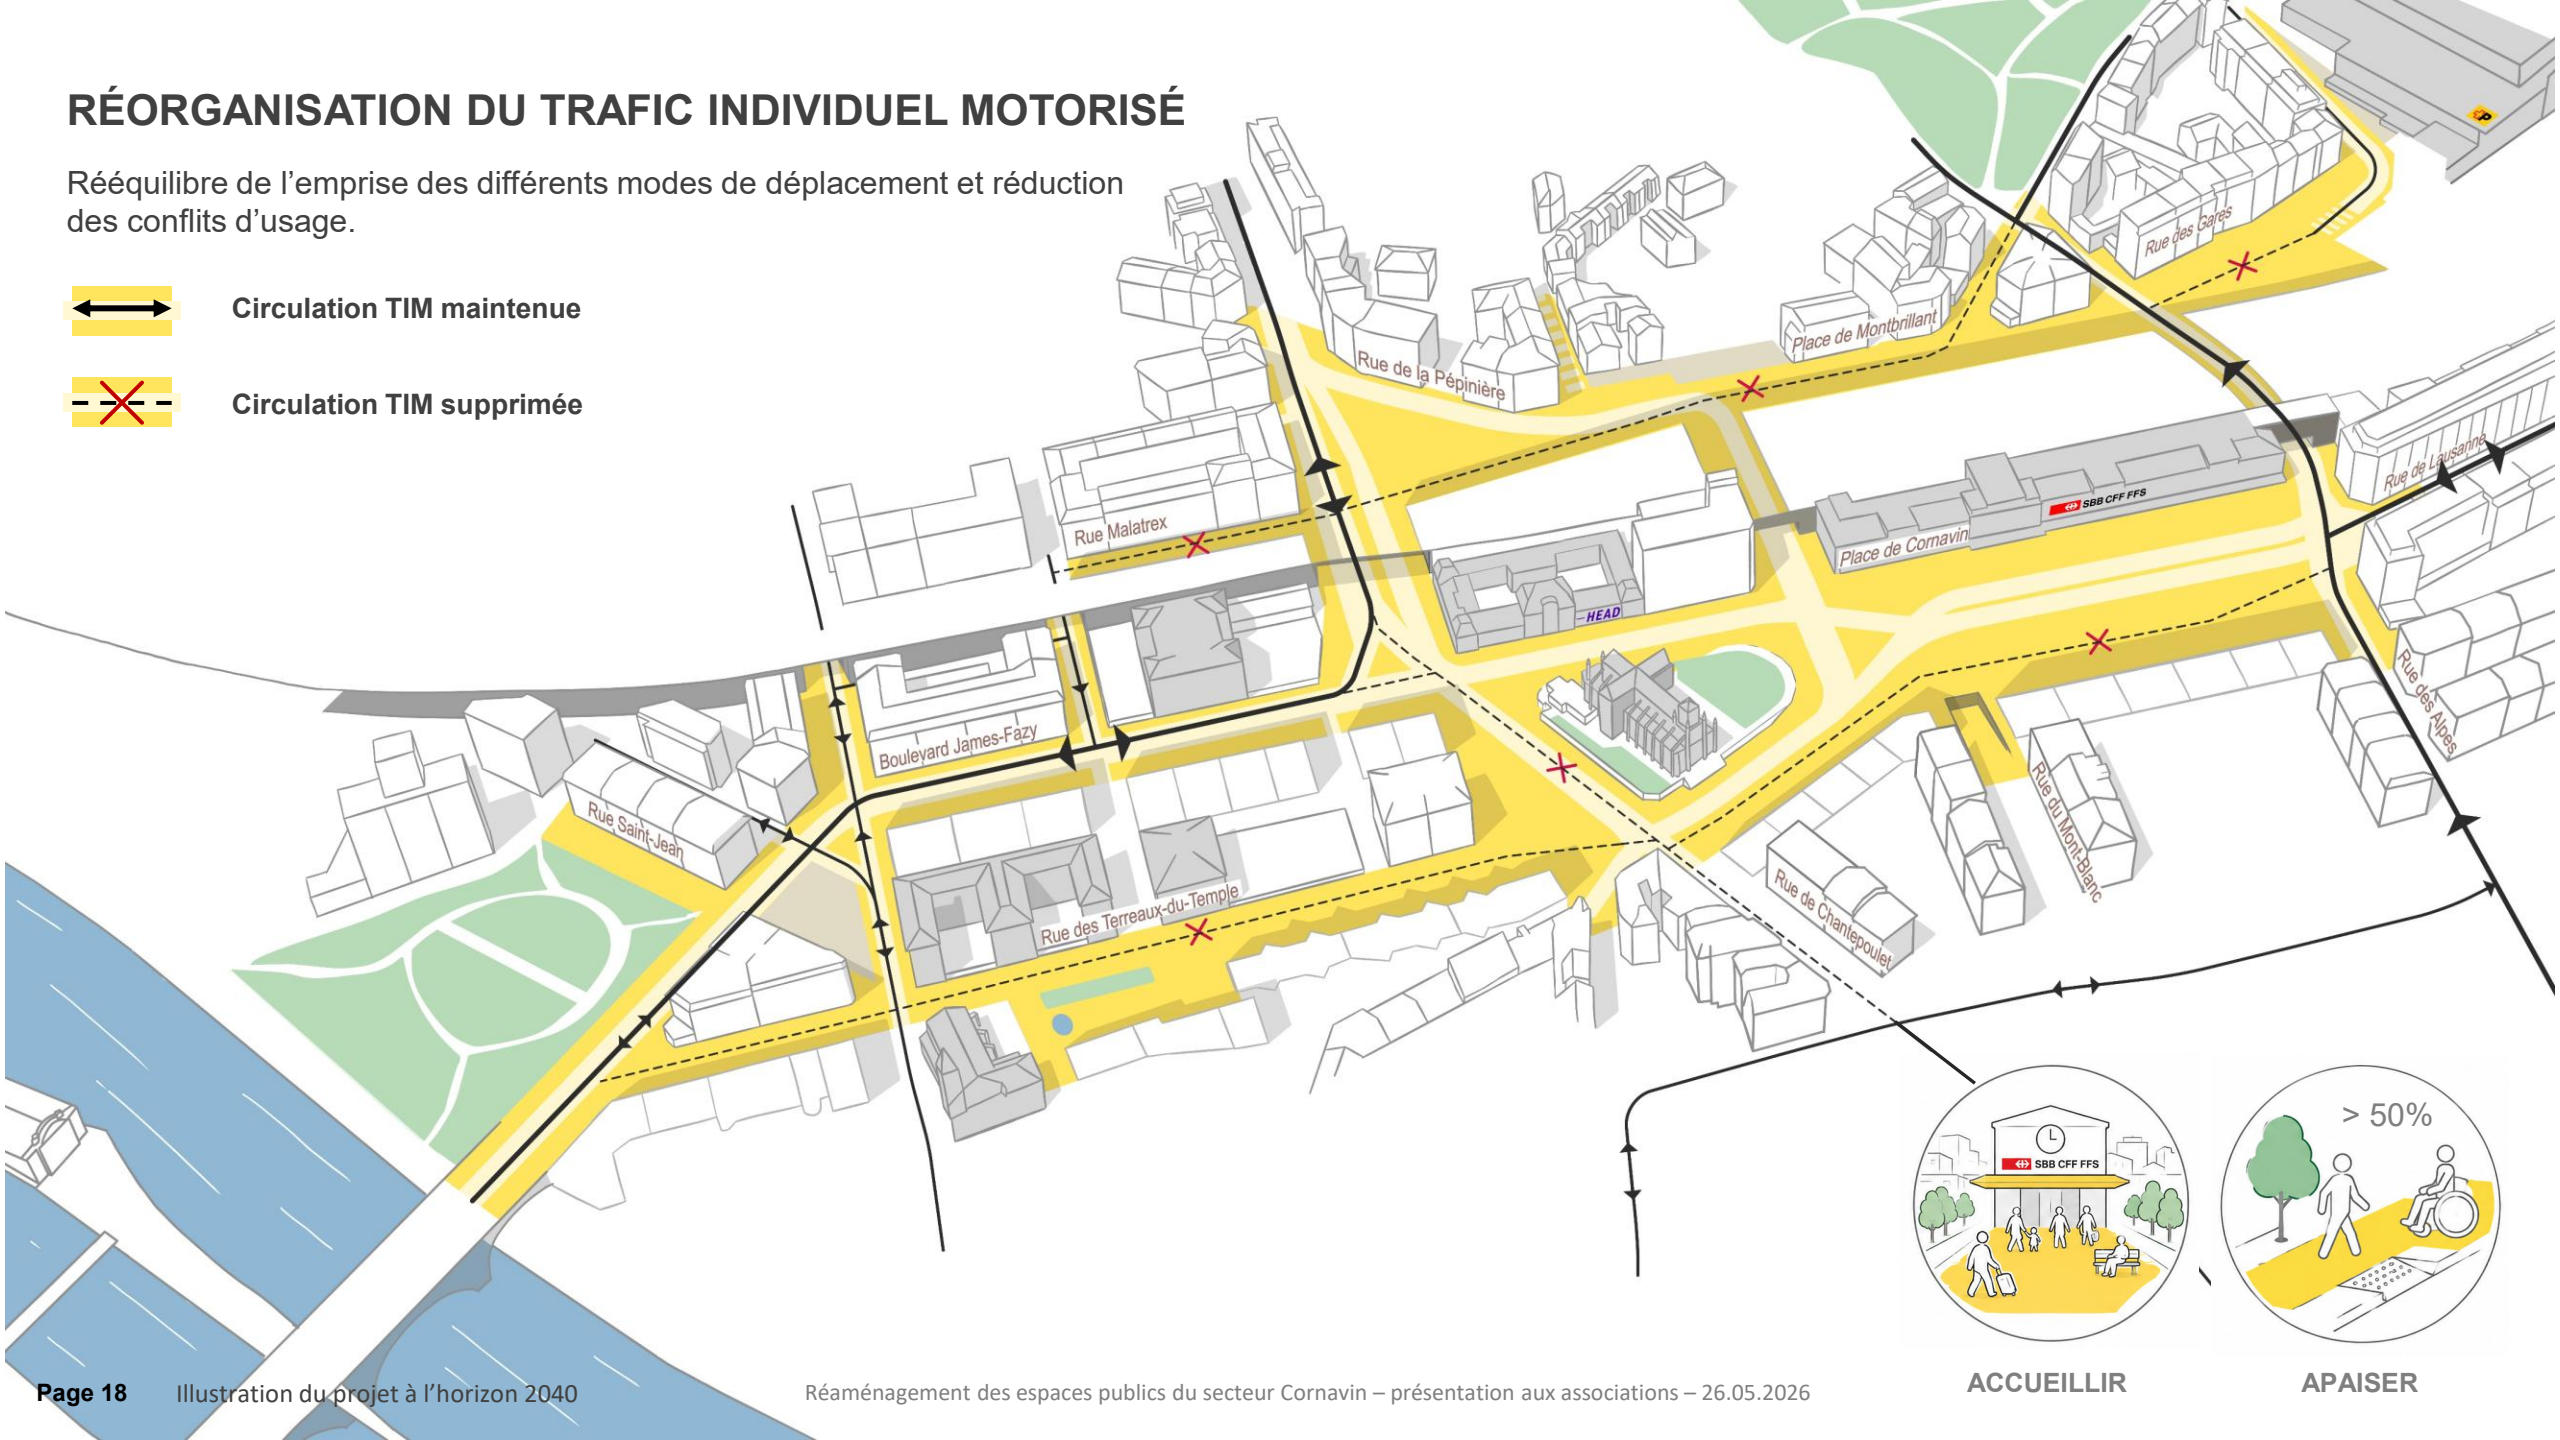 RÉORGANISATION DU TRAFIC INDIVIDUEL MOTORISÉ
Rééquilibre de l’emprise des différents modes de déplacement et réduction
des conflits d’usage.
Circulation TIM maintenue
Circulation TIM supprimée
P
Rue des Gares
Place de Montbrillant
Rue de la Pépinière
Rue de Lausanne
SBB CFF FFS
Rue Malatrex
Place de Cornavin
HEAD
Boulevard James-Fazy
Rue des Alpes
Rue Saint-Jean
Rue du Mont-Blanc
Rue des Terreaux-du-Temple
Rue de Chantepoulet
> 50%
SBB CFF FFS
ACCUEILLIR
APAISER
Page 18
Illustration du projet à l’horizon 2040
Réaménagement des espaces publics du secteur Cornavin – présentation aux associations – 26.05.2026